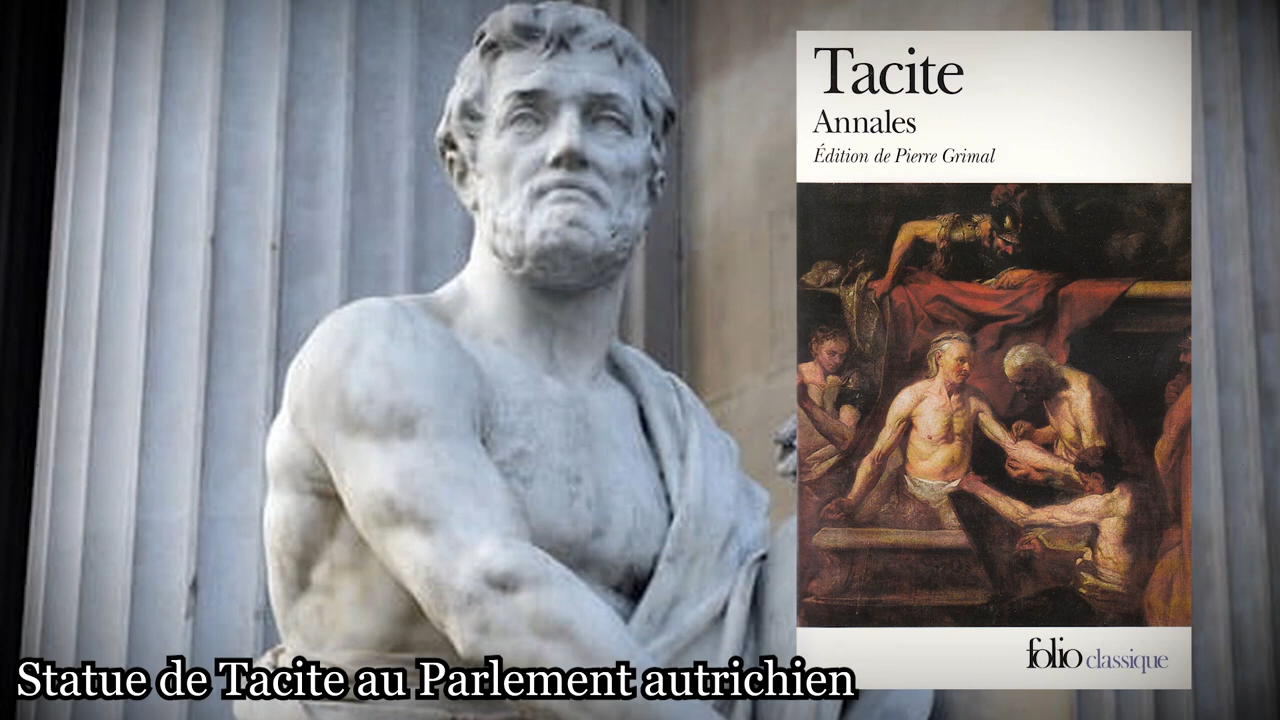 Tacite
Annales
Édition de Pierre Grimal
folio classique
Statue de Tacite au Parlement autrichien